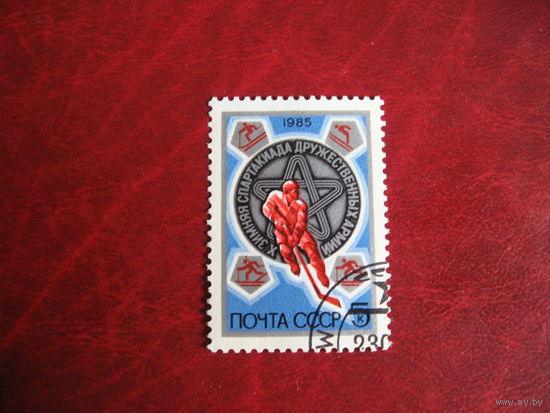 1985
X ЗИМНЯЯ СПАРТАКИАДА ДРУЖЕСТВЕННЫХ АРМИЙ
ПОЧТА СССР 5 К
230
www.ay.by